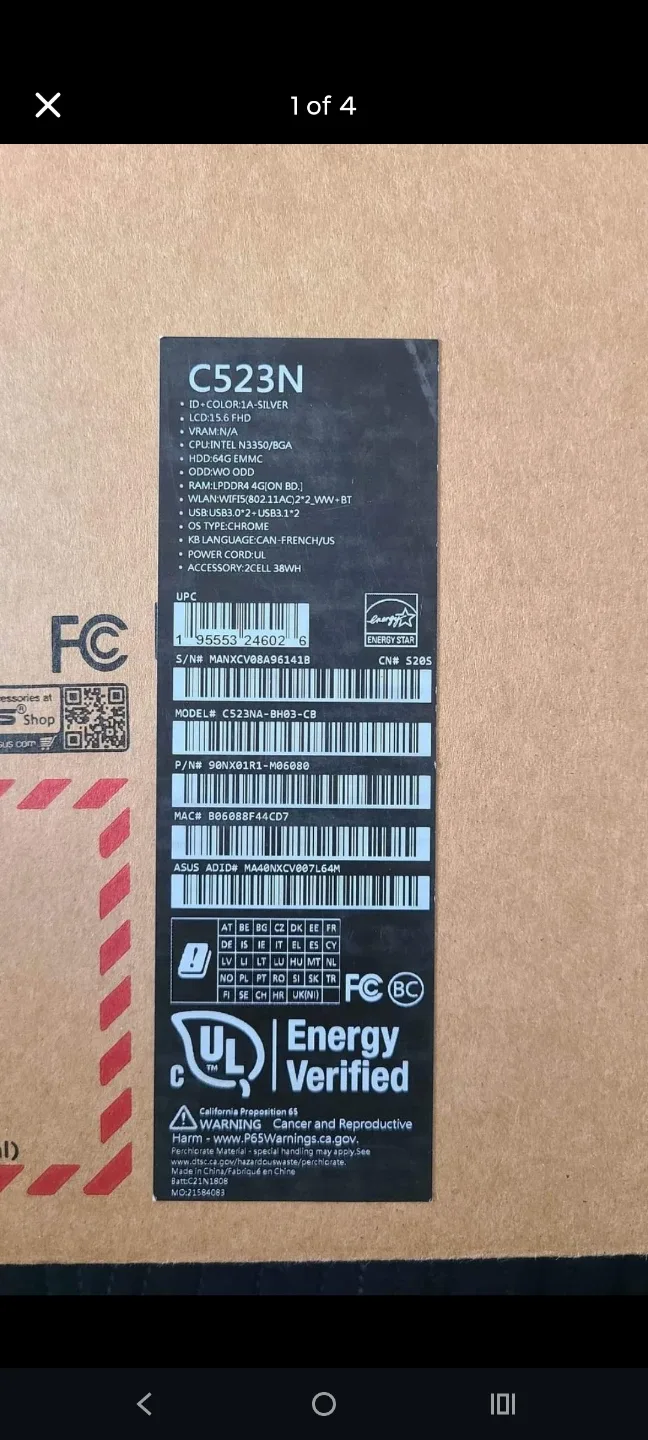 1 of 4
C523N
• ID+COLOR:1A-SILVER
• LCD:15.6 FHD
• VRAM:N/A
• CPU:INTEL N3350/BGA
• HDD:64G EMMC
• ODD:WO ODD
• RAM:LPDDR4 4G[ON BD.]
• WLAN:WIFI5(802.11AC)2*2_WW+BT
• USB:USB3.0*2+USB3.1*2
• OS TYPE:CHROME
• KB LANGUAGE:CAN-FRENCH/US
• POWER CORD:UL
• ACCESSORY:2CELL 38WH
UPC
1 95553 24602 6
energy
ENERGY STAR
S/N# MANXCV08A96141B CN# S20S
MODEL# C523NA-BH03-CB
P/N# 90NX01R1-M06080
MAC# B06088F44CD7
ASUS ADID# MA40NXCV007L64M
AT BE BG CZ DK EE FR
DE IS IE IT EL ES CY
LV LI LT LU HU MT NL
NO PL PT RO SI SK TR
FI SE CH HR UK(NI)
FC BC
C UL TM
Energy
Verified
California Proposition 65
WARNING Cancer and Reproductive
Harm - www.P65Warnings.ca.gov.
Perchlorate Material - special handling may apply.See
www.dtsc.ca.gov/hazardouswaste/perchlorate.
Made in China/Fabriqué en Chine
Batt:C21N1808
MO:21584083
FC
essories at
S® Shop
sus.com
l)